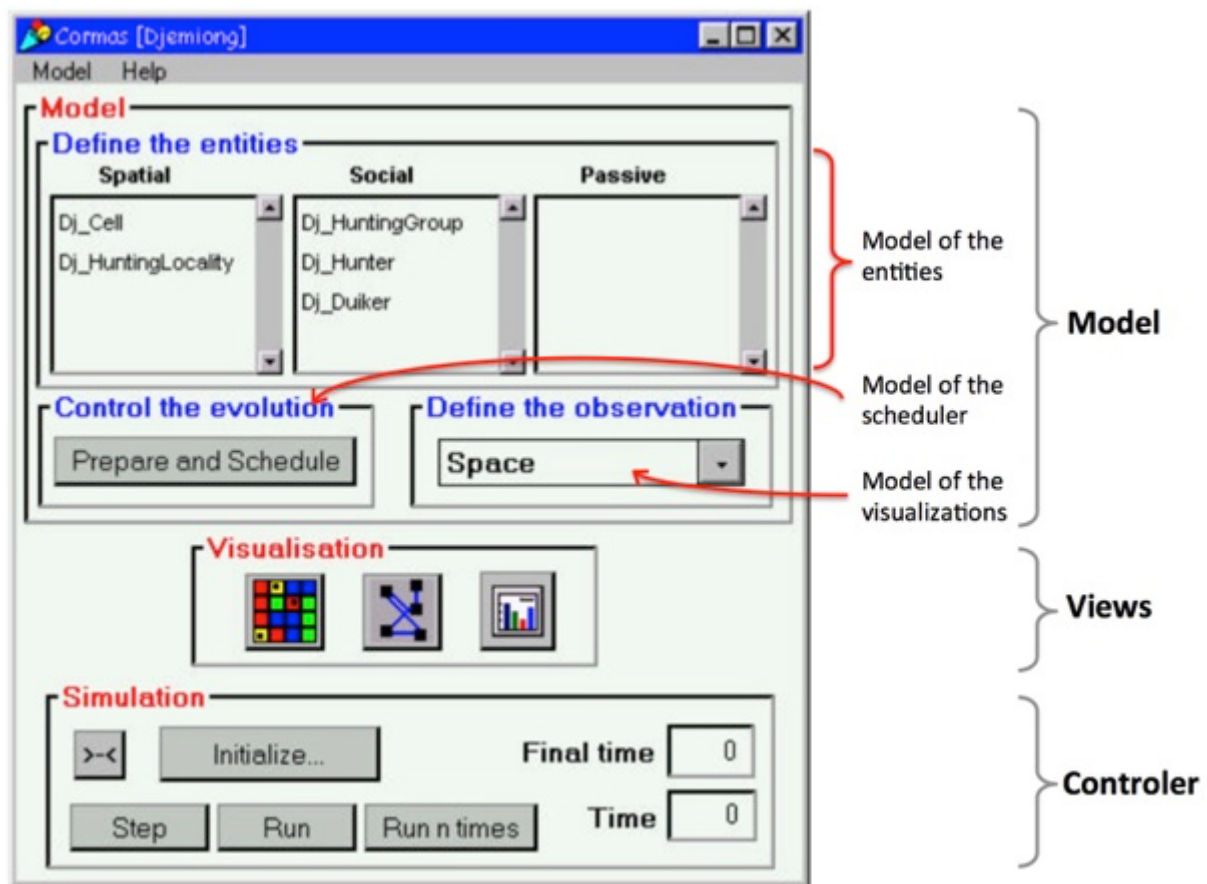 Cormas [Djemiong]
Model Help
Model
Define the entities
Spatial Social Passive
Dj_Cell
Dj_HuntingLocality
Dj_HuntingGroup
Dj_Hunter
Dj_Duiker
Control the evolution
Prepare and Schedule
Define the observation
Space
Visualisation
Simulation
>-<
Initialize...
Final time 0
Step
Run
Run n times
Time 0
Model of the
entities
Model of the
scheduler
Model of the
visualizations
Model
Views
Controler